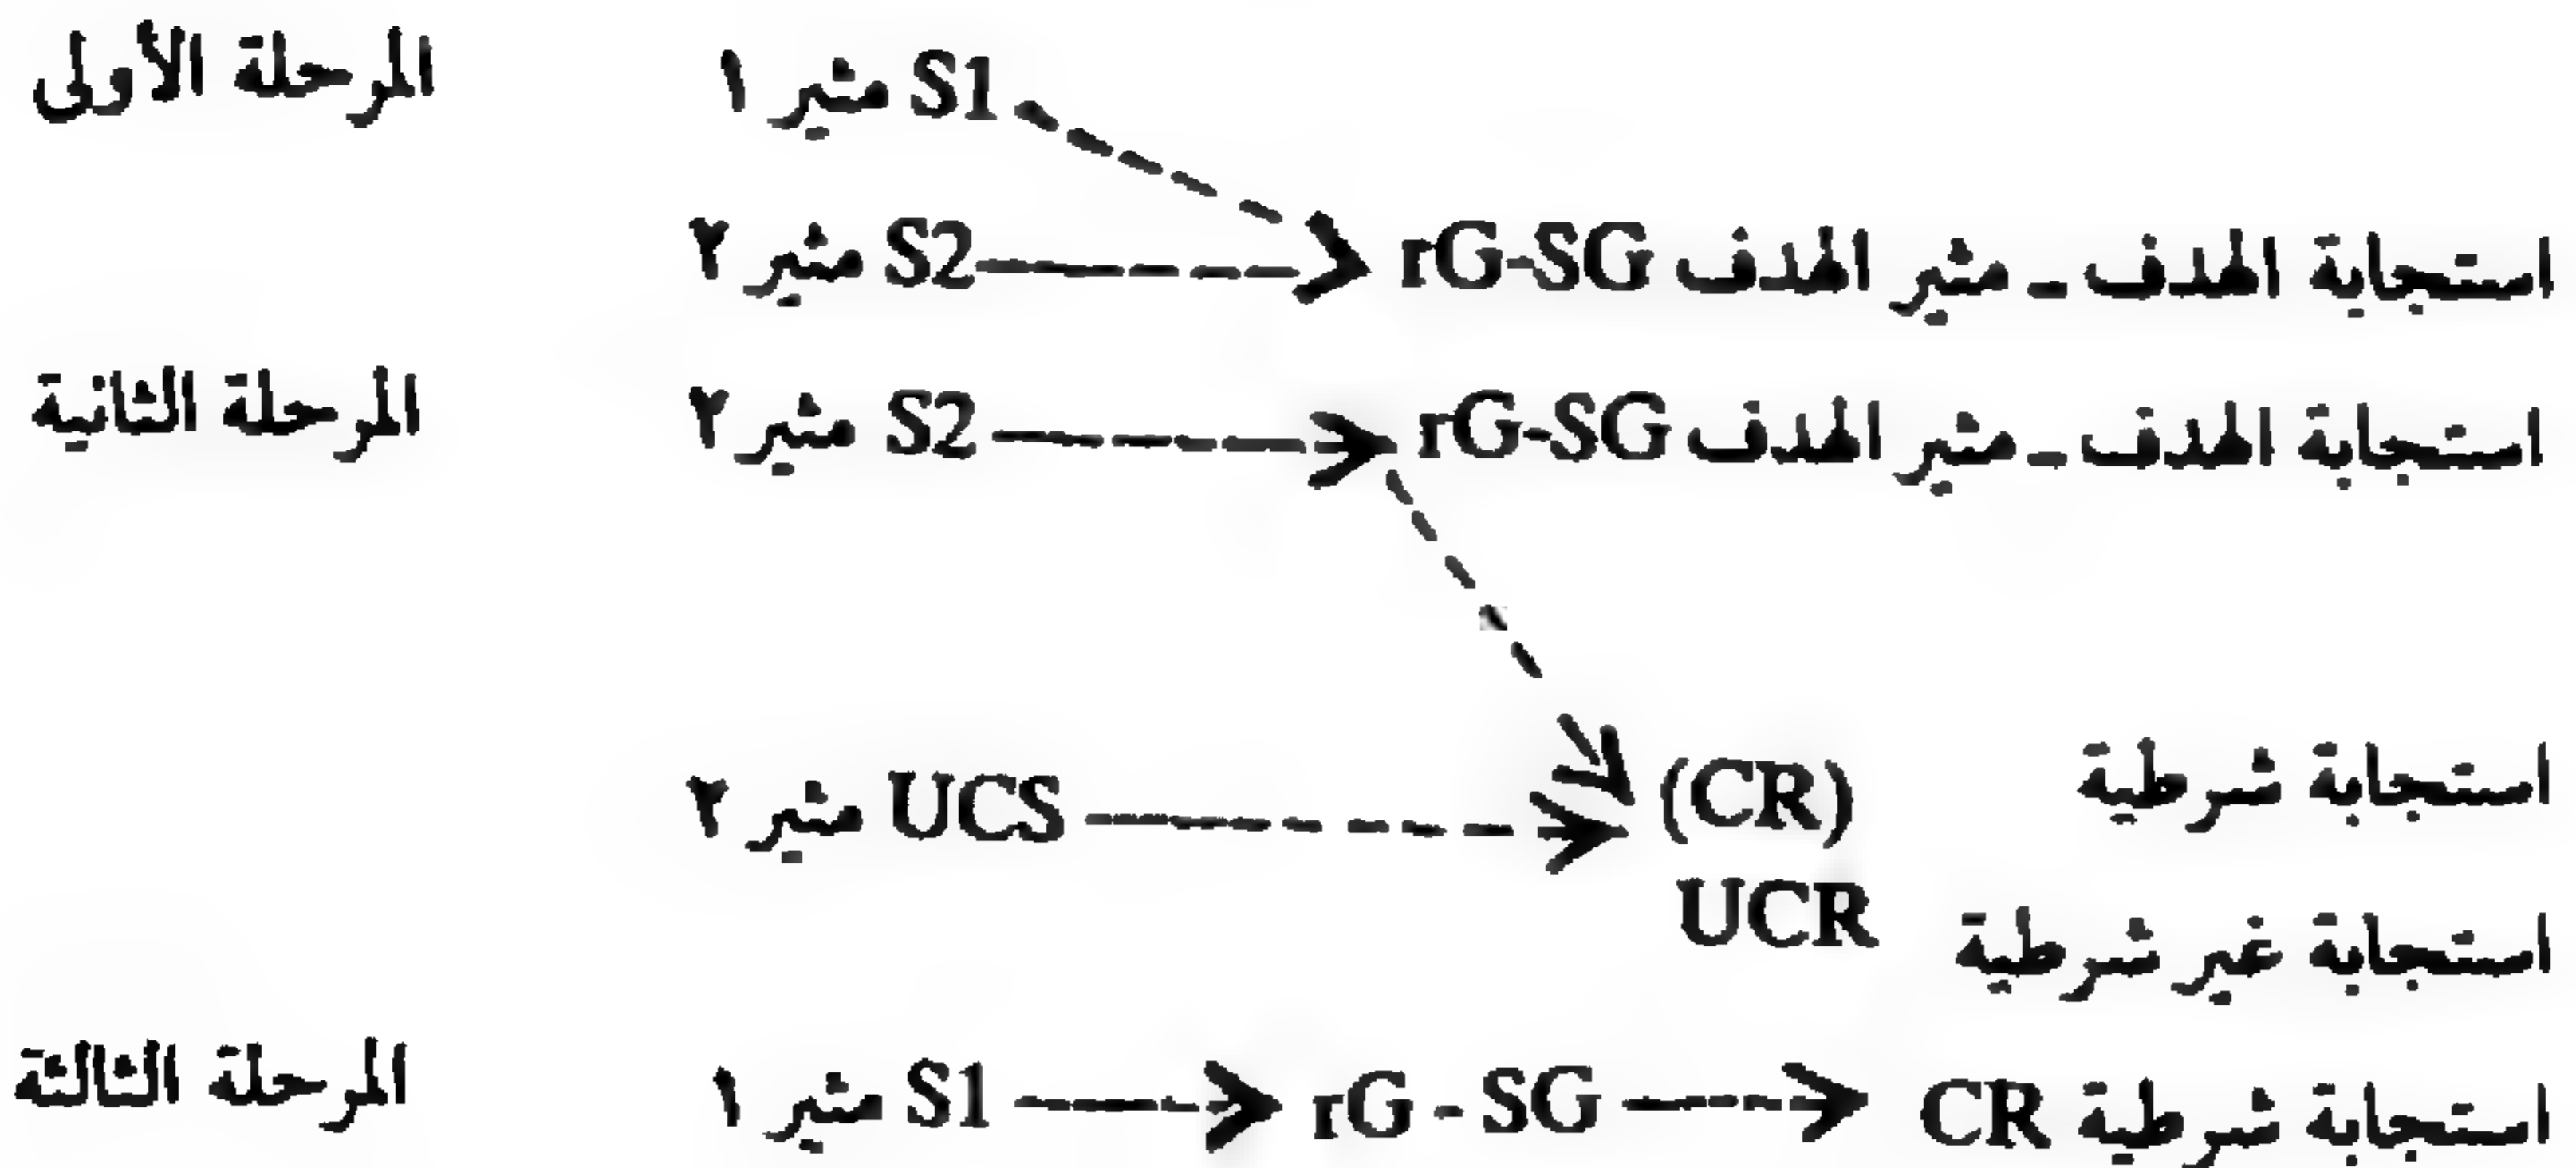 المرحلة الأولى S1 مثير ١
S2 مثير ٢ rG-SG استجابة الهدف ـ مثير الهدف
المرحلة الثانية S2 مثير ٢ rG-SG استجابة الهدف ـ مثير الهدف
UCS مثير ٢ (CR) استجابة شرطية
UCR استجابة غير شرطية
المرحلة الثالثة S1 مثير ١ rG - SG استجابة شرطية CR